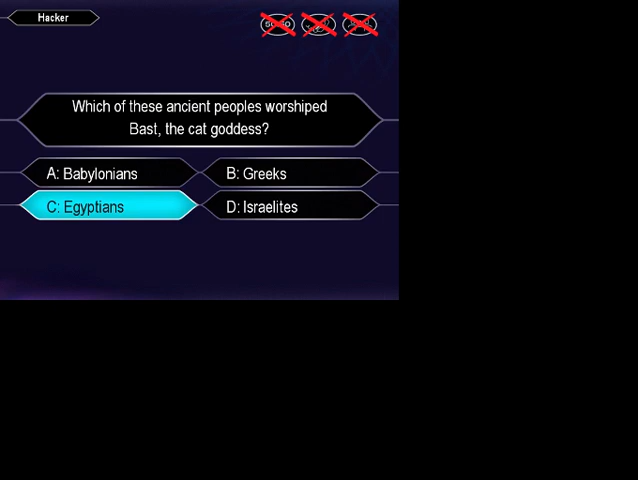 Hacker
Which of these ancient peoples worshiped
Bast, the cat goddess?
A: Babylonians
B: Greeks
C: Egyptians
D: Israelites